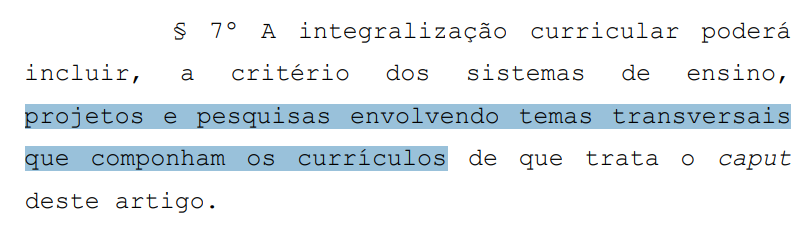 § 7º A integralização curricular poderá
incluir, a critério dos sistemas de ensino,
projetos e pesquisas envolvendo temas transversais
que componham os currículos de que trata o caput
deste artigo.